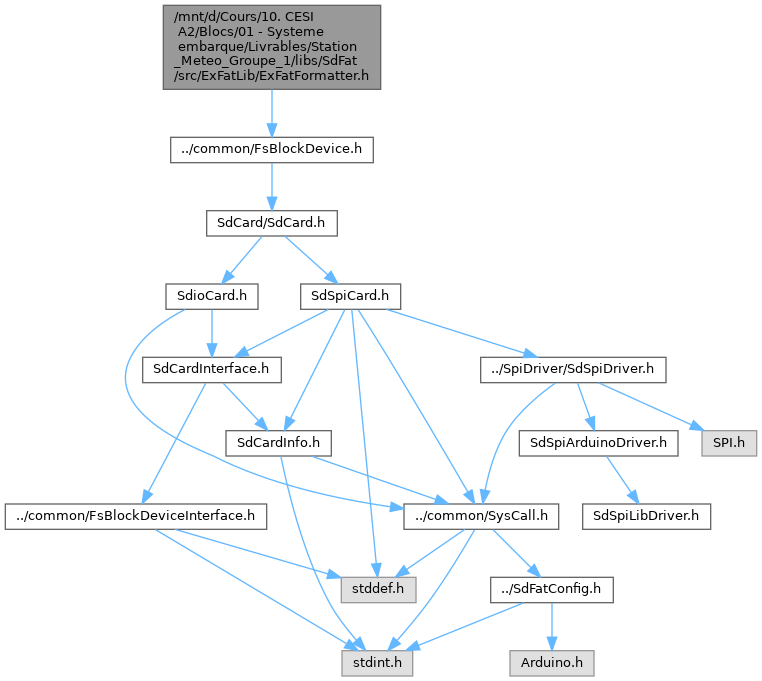 /mnt/d/Cours/10. CESI
A2/Blocs/01 - Systeme
embarque/Livrables/Station
_Meteo_Groupe_1/libs/SdFat
/src/ExFatLib/ExFatFormatter.h
../common/FsBlockDevice.h
SdCard/SdCard.h
SdioCard.h
SdSpiCard.h
SdCardInterface.h
../SpiDriver/SdSpiDriver.h
SdCardInfo.h
SdSpiArduinoDriver.h
SPI.h
../common/FsBlockDeviceInterface.h
../common/SysCall.h
SdSpiLibDriver.h
stddef.h
../SdFatConfig.h
stdint.h
Arduino.h